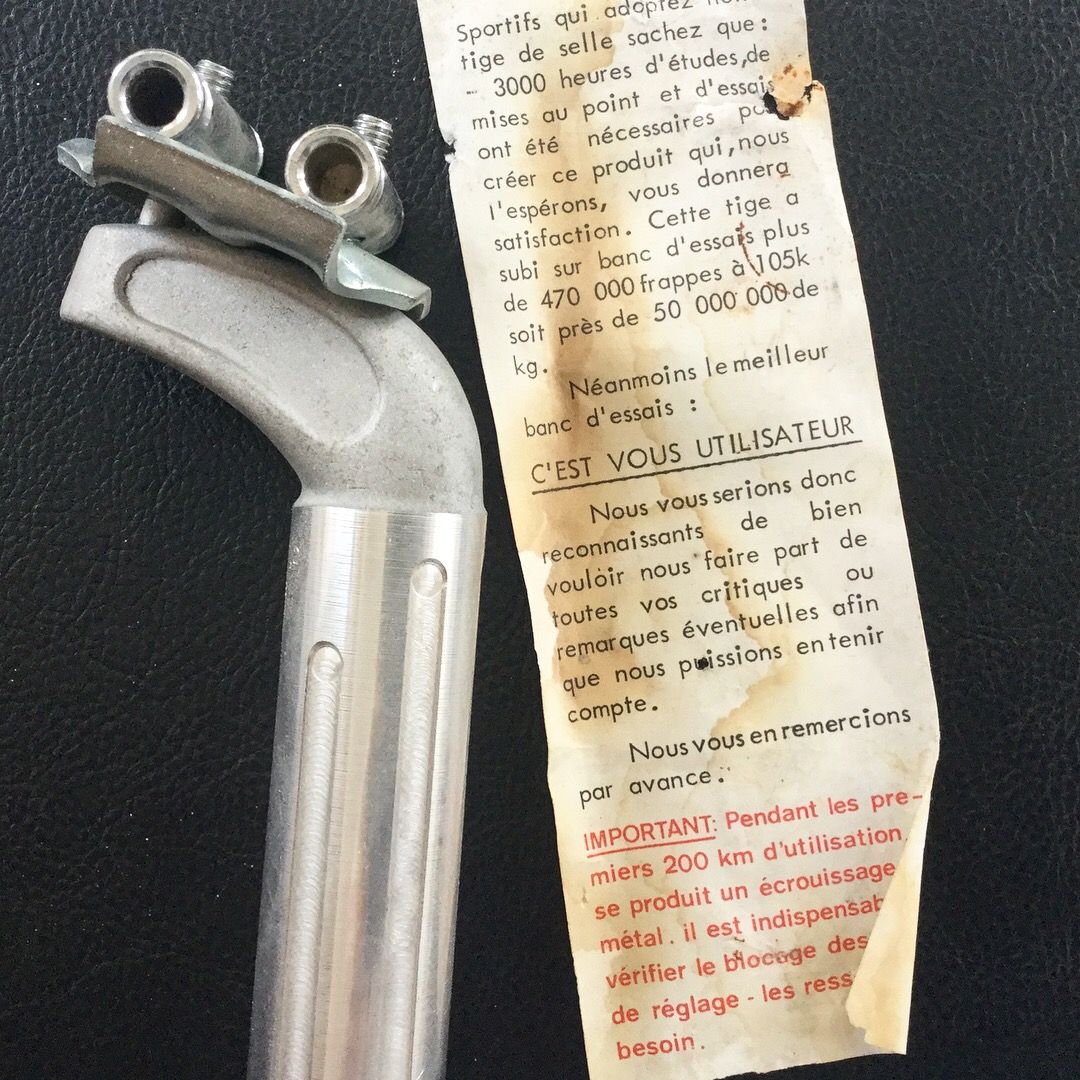 Sportifs qui adoptez
tige de selle sachez que:
- 3000 heures d'études,de
mises au point et d'essais
ont été nécessaires
créer ce produit qui,nous
l'espérons, vous donnera
satisfaction. Cette tige a
subi sur banc d'essais plus
de 470 000 frappes à 105k
soit près de 50 000 000 de
kg.
Néanmoins le meilleur
banc d'essais :
C'EST VOUS UTILISATEUR
Nous vous serions donc
reconnaissants de bien
vouloir nous faire part de
toutes vos critiques ou
remarques éventuelles afin
que nous puissions en tenir
compte.
Nous vous en remercions
par avance.
IMPORTANT: Pendant les pre-
miers 200 km d'utilisation
se produit un écrouissage
métal. il est indispensab
vérifier le blocage des
de réglage - les ress
besoin.